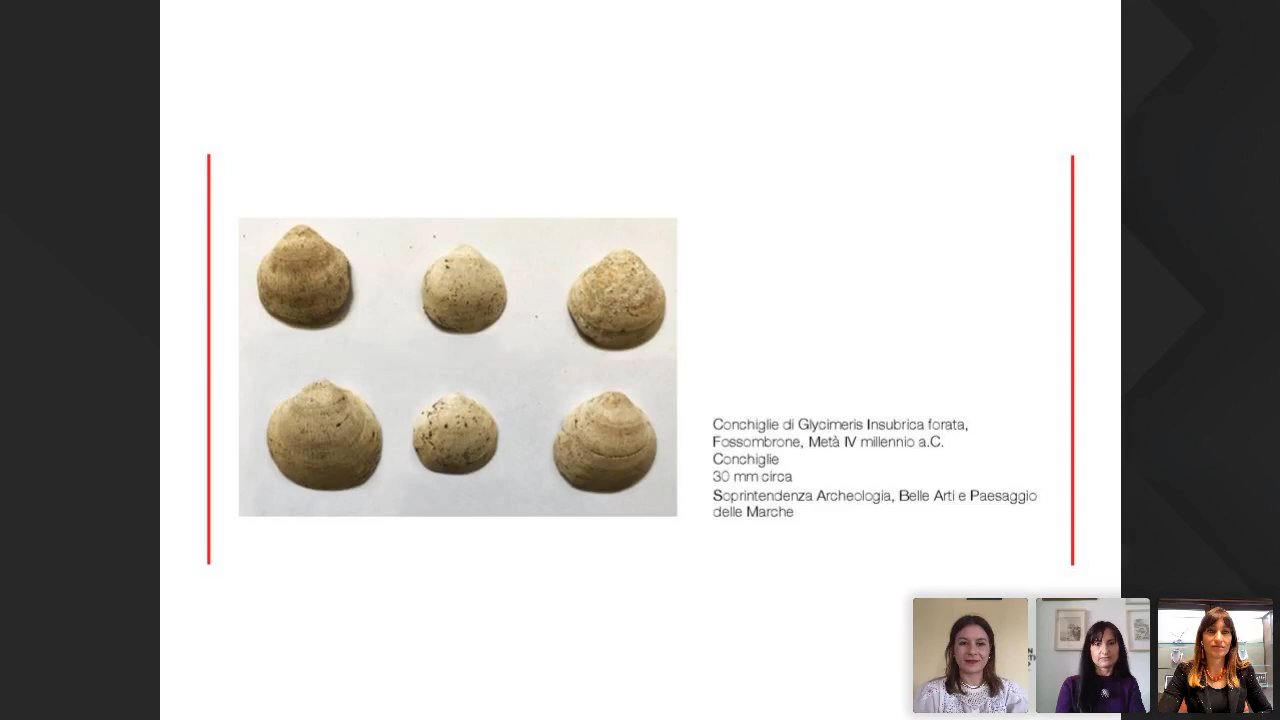 Conchiglie di Glycimeris Insubrica forata,
Fossombrone, Metà IV millennio a.C.
Conchiglie
30 mm circa
Soprintendenza Archeologia, Belle Arti e Paesaggio
delle Marche